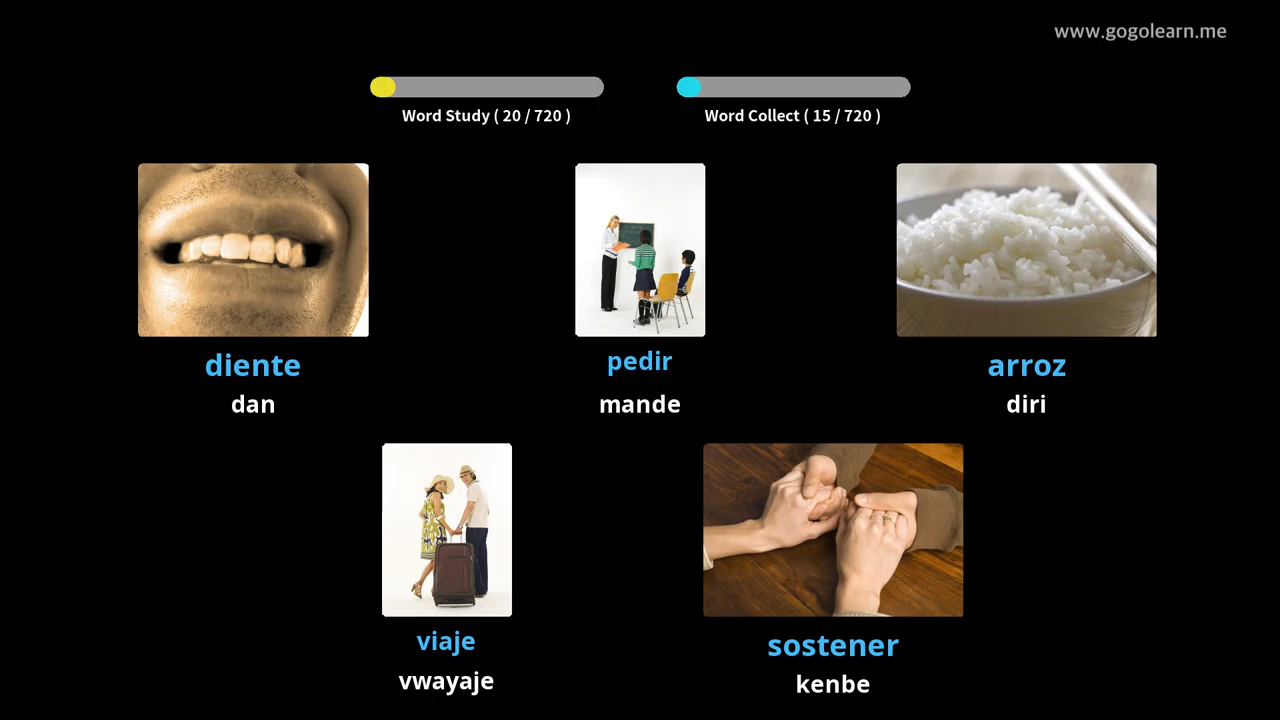 www.gogolearn.me
Word Study ( 20 / 720 )
Word Collect ( 15 / 720 )
diente
dan
pedir
mande
arroz
diri
viaje
vwayaje
sostener
kenbe